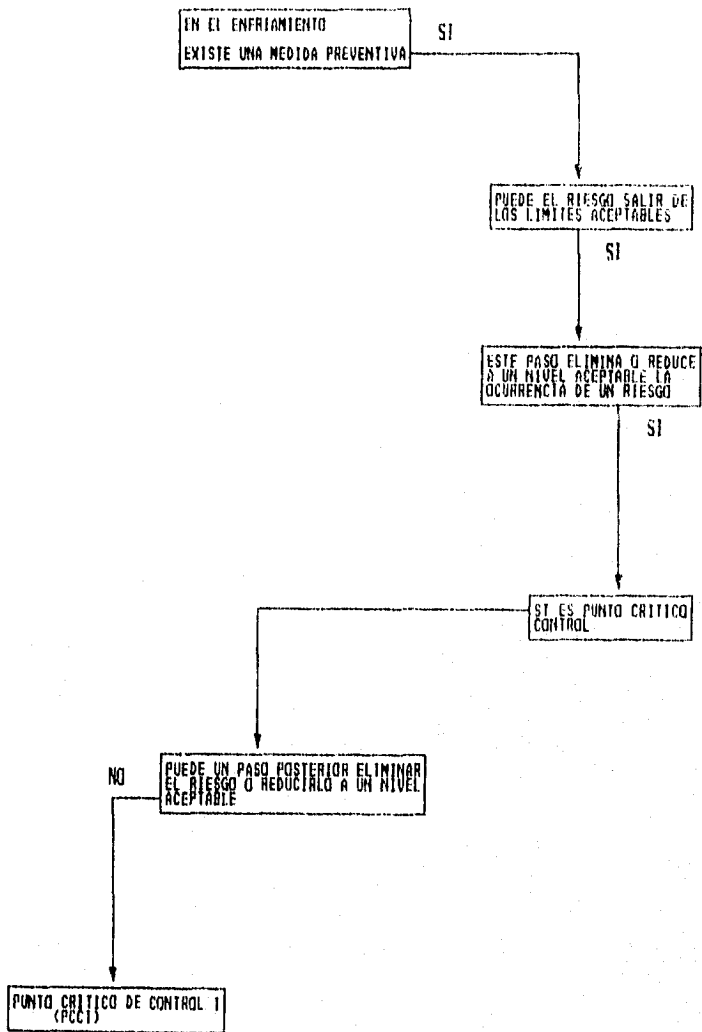 EN EL ENFRIAMIENTO
EXISTE UNA MEDIDA PREVENTIVA
SI
PUEDE EL RIESGO SALIR DE
LOS LIMITES ACEPTABLES
SI
ESTE PASO ELIMINA O REDUCE
A UN NIVEL ACEPTABLE LA
OCURRENCIA DE UN RIESGO
SI
SI ES PUNTO CRITICO
CONTROL
PUEDE UN PASO POSTERIOR ELIMINAR
EL RIESGO O REDUCIRLO A UN NIVEL
ACEPTABLE
NO
PUNTO CRITICO DE CONTROL 1
(PCC1)